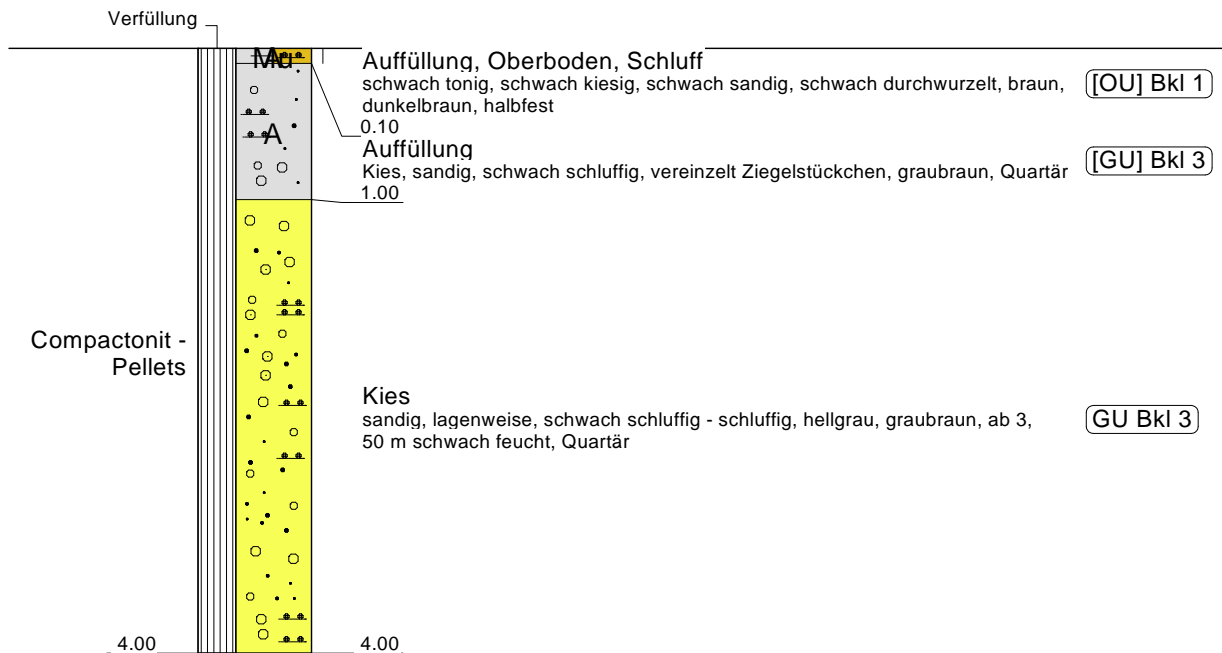 Verfüllung
Mu
A
Auffüllung, Oberboden, Schluff
schwach tonig, schwach kiesig, schwach sandig, schwach durchwurzelt, braun,
dunkelbraun, halbfest
[OU] Bkl 1
0.10
A
Auffüllung
Kies, sandig, schwach schluffig, vereinzelt Ziegelstückchen, graubraun, Quartär
[GU] Bkl 3
1.00
Compactonit -
Pellets
Kies
sandig, lagenweise, schwach schluffig - schluffig, hellgrau, graubraun, ab 3,
50 m schwach feucht, Quartär
GU Bkl 3
4.00
4.00